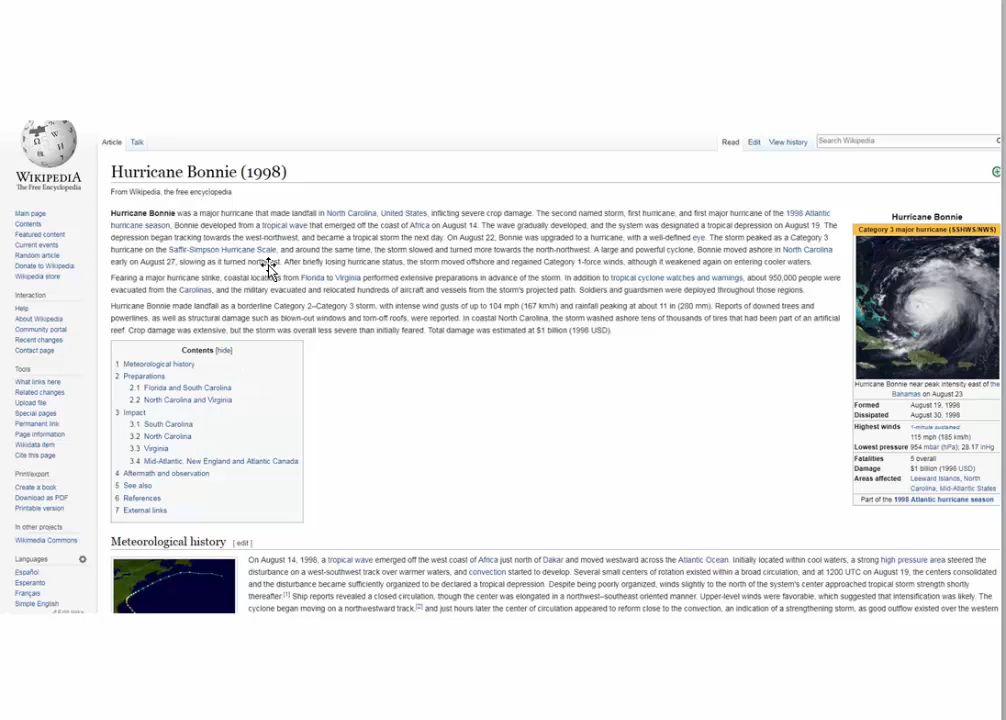 Article Talk Read Edit View history Search Wikipedia
WIKIPEDIA
The Free Encyclopedia
Main page
Contents
Featured content
Current events
Random article
Donate to Wikipedia
Wikipedia store
Interaction
Help
About Wikipedia
Community portal
Recent changes
Contact page
Tools
What links here
Related changes
Upload file
Special pages
Permanent link
Page information
Wikidata item
Cite this page
Print/export
Create a book
Download as PDF
Printable version
In other projects
Wikimedia Commons
Languages
Español
Esperanto
Français
Simple English
Hurricane Bonnie (1998)
From Wikipedia, the free encyclopedia
Hurricane Bonnie was a major hurricane that made landfall in North Carolina, United States, inflicting severe crop damage. The second named storm, first hurricane, and first major hurricane of the 1998 Atlantic
hurricane season, Bonnie developed from a tropical wave that emerged off the coast of Africa on August 14. The wave gradually developed, and the system was designated a tropical depression on August 19. The
depression began tracking towards the west-northwest, and became a tropical storm the next day. On August 22, Bonnie was upgraded to a hurricane, with a well-defined eye. The storm peaked as a Category 3
hurricane on the Saffir-Simpson Hurricane Scale, and around the same time, the storm slowed and turned more towards the north-northwest. A large and powerful cyclone, Bonnie moved ashore in North Carolina
early on August 27, slowing as it turned northeast. After briefly losing hurricane status, the storm moved offshore and regained Category 1-force winds, although it weakened again on entering cooler waters.
Fearing a major hurricane strike, coastal locations from Florida to Virginia performed extensive preparations in advance of the storm. In addition to tropical cyclone watches and warnings, about 950,000 people were
evacuated from the Carolinas, and the military evacuated and relocated hundreds of aircraft and vessels from the storm's projected path. Soldiers and guardsmen were deployed throughout those regions.
Hurricane Bonnie made landfall as a borderline Category 2–Category 3 storm, with intense wind gusts of up to 104 mph (167 km/h) and rainfall peaking at about 11 in (280 mm). Reports of downed trees and
powerlines, as well as structural damage such as blown-out windows and torn-off roofs, were reported. In coastal North Carolina, the storm washed ashore tens of thousands of tires that had been part of an artificial
reef. Crop damage was extensive, but the storm was overall less severe than initially feared. Total damage was estimated at $1 billion (1998 USD).
Contents [hide]
1 Meteorological history
2 Preparations
2.1 Florida and South Carolina
2.2 North Carolina and Virginia
3 Impact
3.1 South Carolina
3.2 North Carolina
3.3 Virginia
3.4 Mid-Atlantic, New England and Atlantic Canada
4 Aftermath and observation
5 See also
6 References
7 External links
Hurricane Bonnie
Category 3 major hurricane (SSHWS/NWS)
Hurricane Bonnie near peak intensity east of the
Bahamas on August 23
Formed August 19, 1998
Dissipated August 30, 1998
Highest winds 1-minute sustained:
115 mph (185 km/h)
Lowest pressure 954 mbar (hPa); 28.17 inHg
Fatalities 5 overall
Damage $1 billion (1998 USD)
Areas affected Leeward Islands, North
Carolina, Mid-Atlantic States
Part of the 1998 Atlantic hurricane season
Meteorological history [ edit ]
On August 14, 1998, a tropical wave emerged off the west coast of Africa just north of Dakar and moved westward across the Atlantic Ocean. Initially located within cool waters, a strong high pressure area steered the
disturbance on a west-southwest track over warmer waters, and convection started to develop. Several small centers of rotation existed within a broad circulation, and at 1200 UTC on August 19, the centers consolidated
and the disturbance became sufficiently organized to be declared a tropical depression. Despite being poorly organized, winds slightly to the north of the system's center approached tropical storm strength shortly
thereafter.[1] Ship reports revealed a closed circulation, though the center was elongated in a northwest–southeast oriented manner. Upper-level winds were favorable, which suggested that intensification was likely. The
cyclone began moving on a northwestward track,[2] and just hours later the center of circulation appeared to reform close to the convection, an indication of a strengthening storm, as good outflow existed over the western